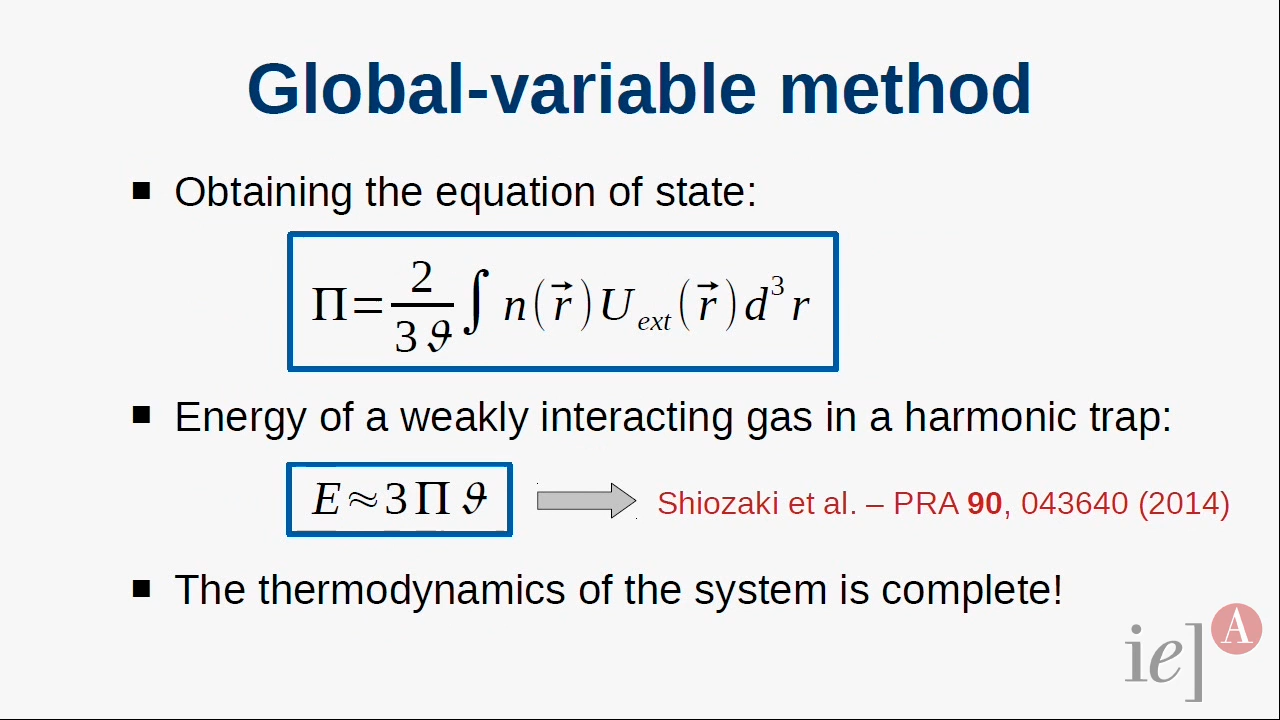 Global-variable method
■ Obtaining the equation of state:
Π = 2/(3ϑ) ∫ n(r⃗) U_ext(r⃗) d³r
■ Energy of a weakly interacting gas in a harmonic trap:
E≈3Πϑ
Shiozaki et al. – PRA 90, 043640 (2014)
■ The thermodynamics of the system is complete!
ie] A